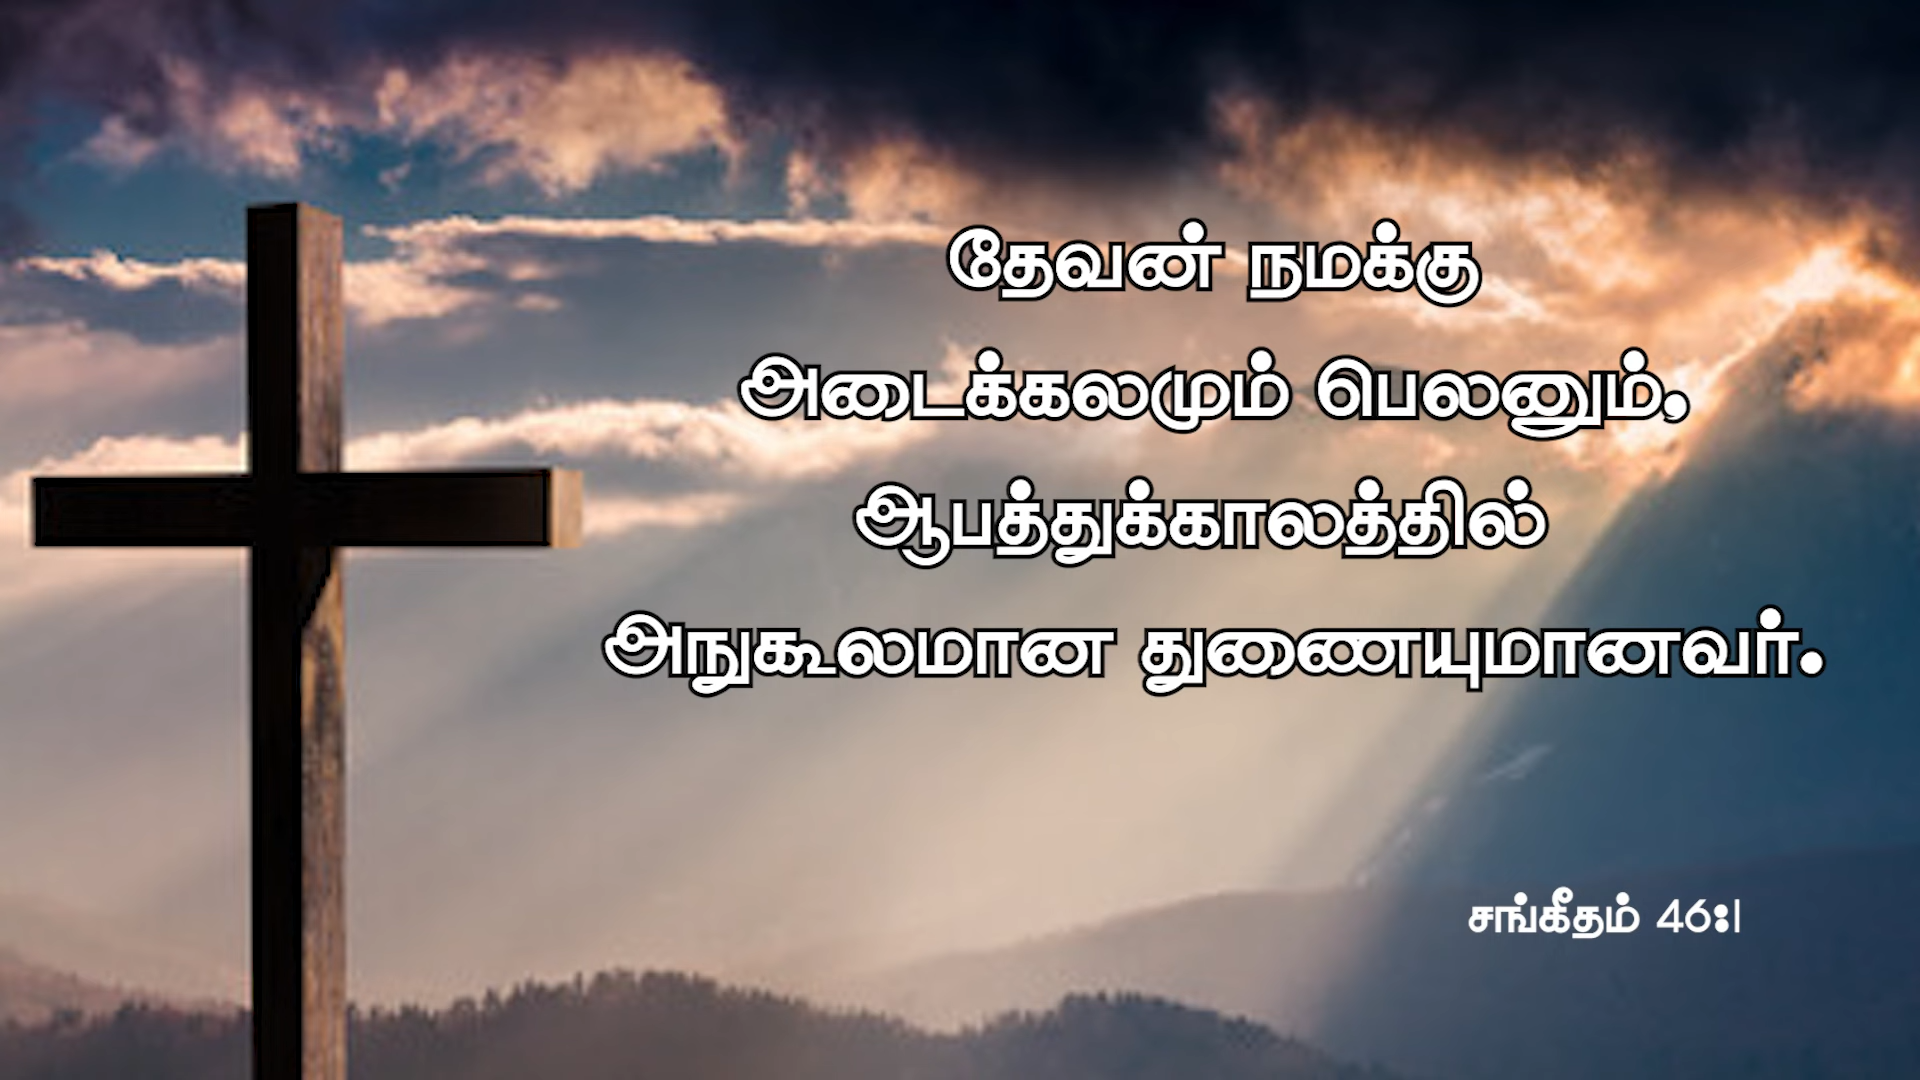 தேவன் நமக்கு
அடைக்கலமும் பெலனும்,
ஆபத்துக்காலத்தில்
அநுகூலமான துணையுமானவர்.
சங்கீதம் 46:1